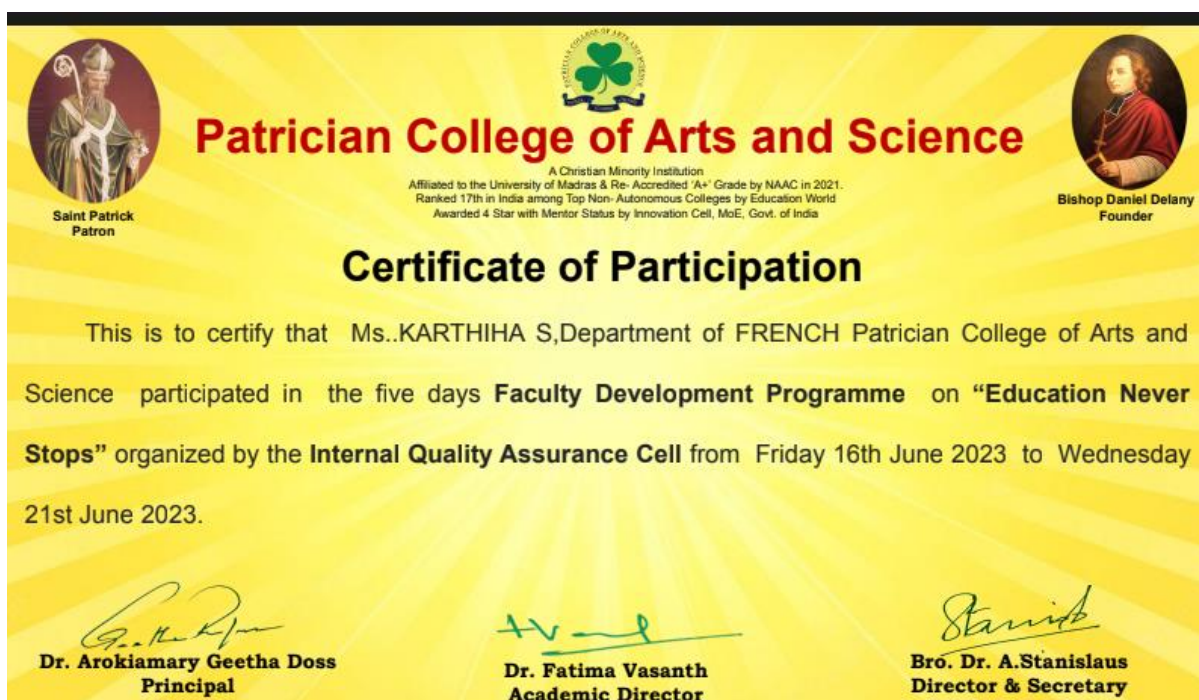 Patrician College of Arts and Science
A Christian Minority Institution
Affiliated to the University of Madras & Re- Accredited 'A+' Grade by NAAC in 2021.
Ranked 17th in India among Top Non- Autonomous Colleges by Education World
Awarded 4 Star with Mentor Status by Innovation Cell, MoE, Govt. of India
Saint Patrick
Patron
Bishop Daniel Delany
Founder
Certificate of Participation
This is to certify that Ms..KARTHIHA S,Department of FRENCH Patrician College of Arts and
Science participated in the five days Faculty Development Programme on “Education Never
Stops” organized by the Internal Quality Assurance Cell from Friday 16th June 2023 to Wednesday
21st June 2023.
Dr. Arokiamary Geetha Doss
Principal
Dr. Fatima Vasanth
Academic Director
Bro. Dr. A.Stanislaus
Director & Secretary